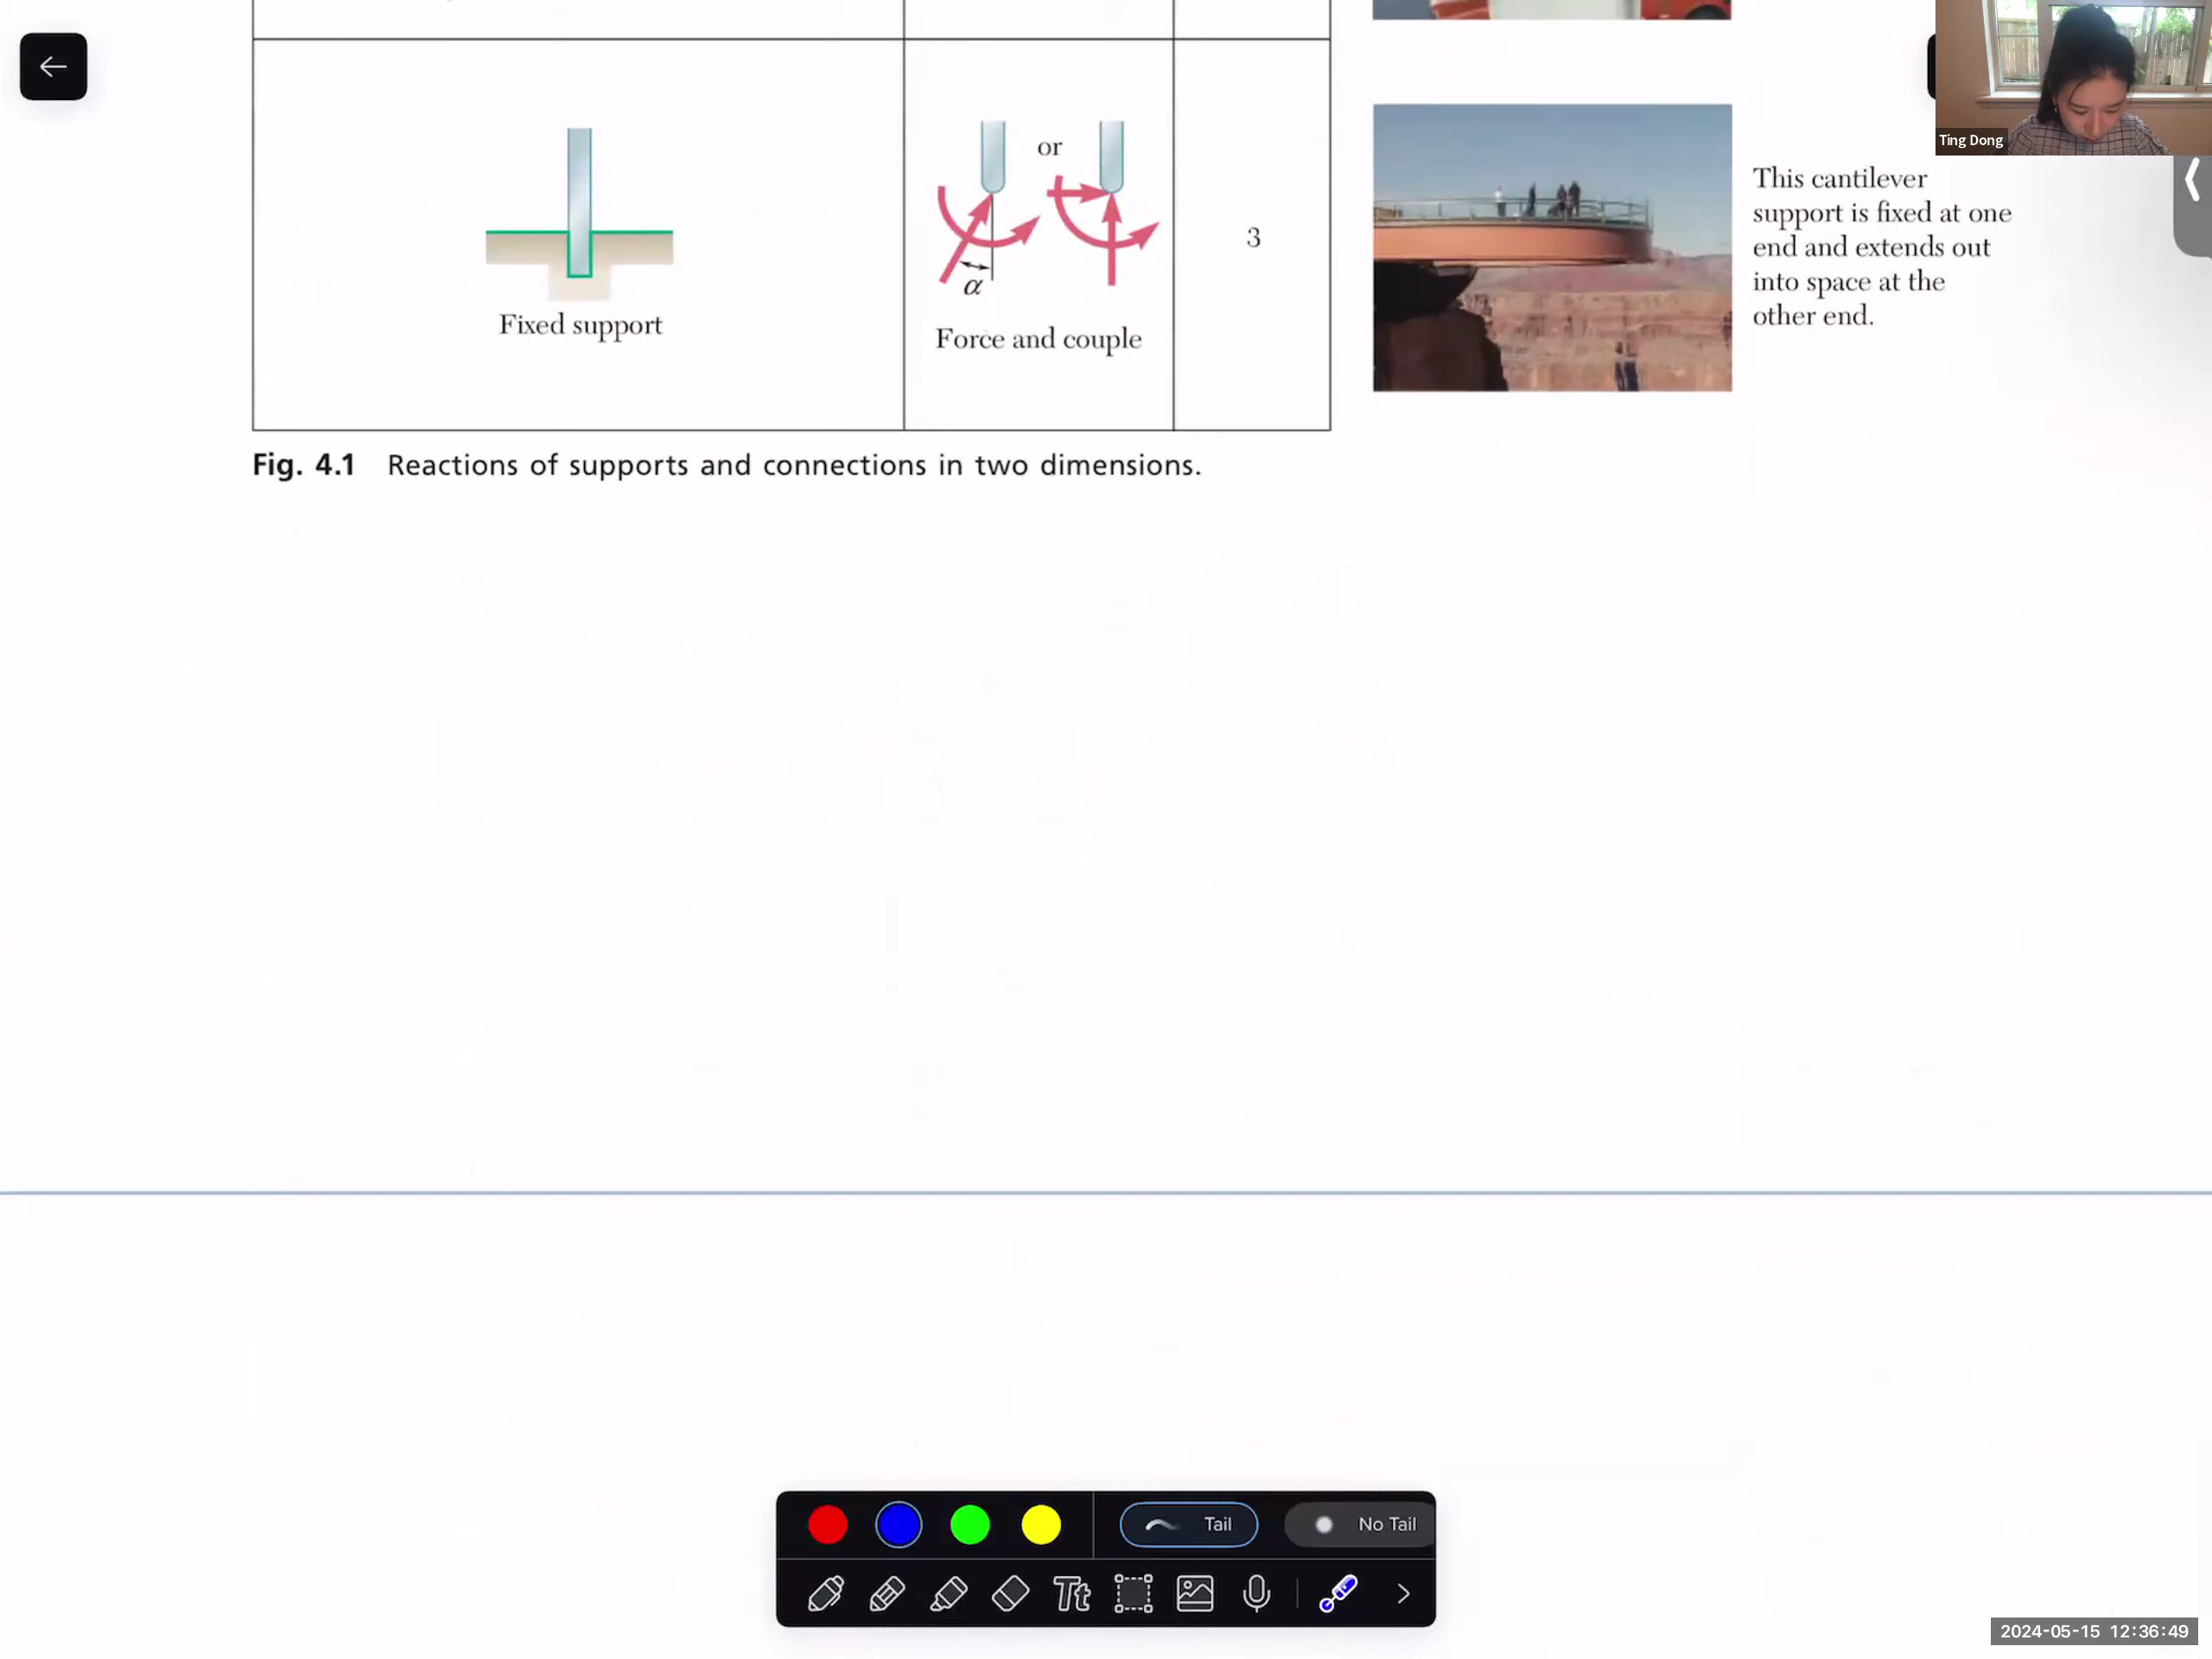 Ting Dong
or
α
Fixed support
Force and couple
3
This cantilever
support is fixed at one
end and extends out
into space at the
other end.
Fig. 4.1 Reactions of supports and connections in two dimensions.
Tail
No Tail
Tt
2024-05-15 12:36:49